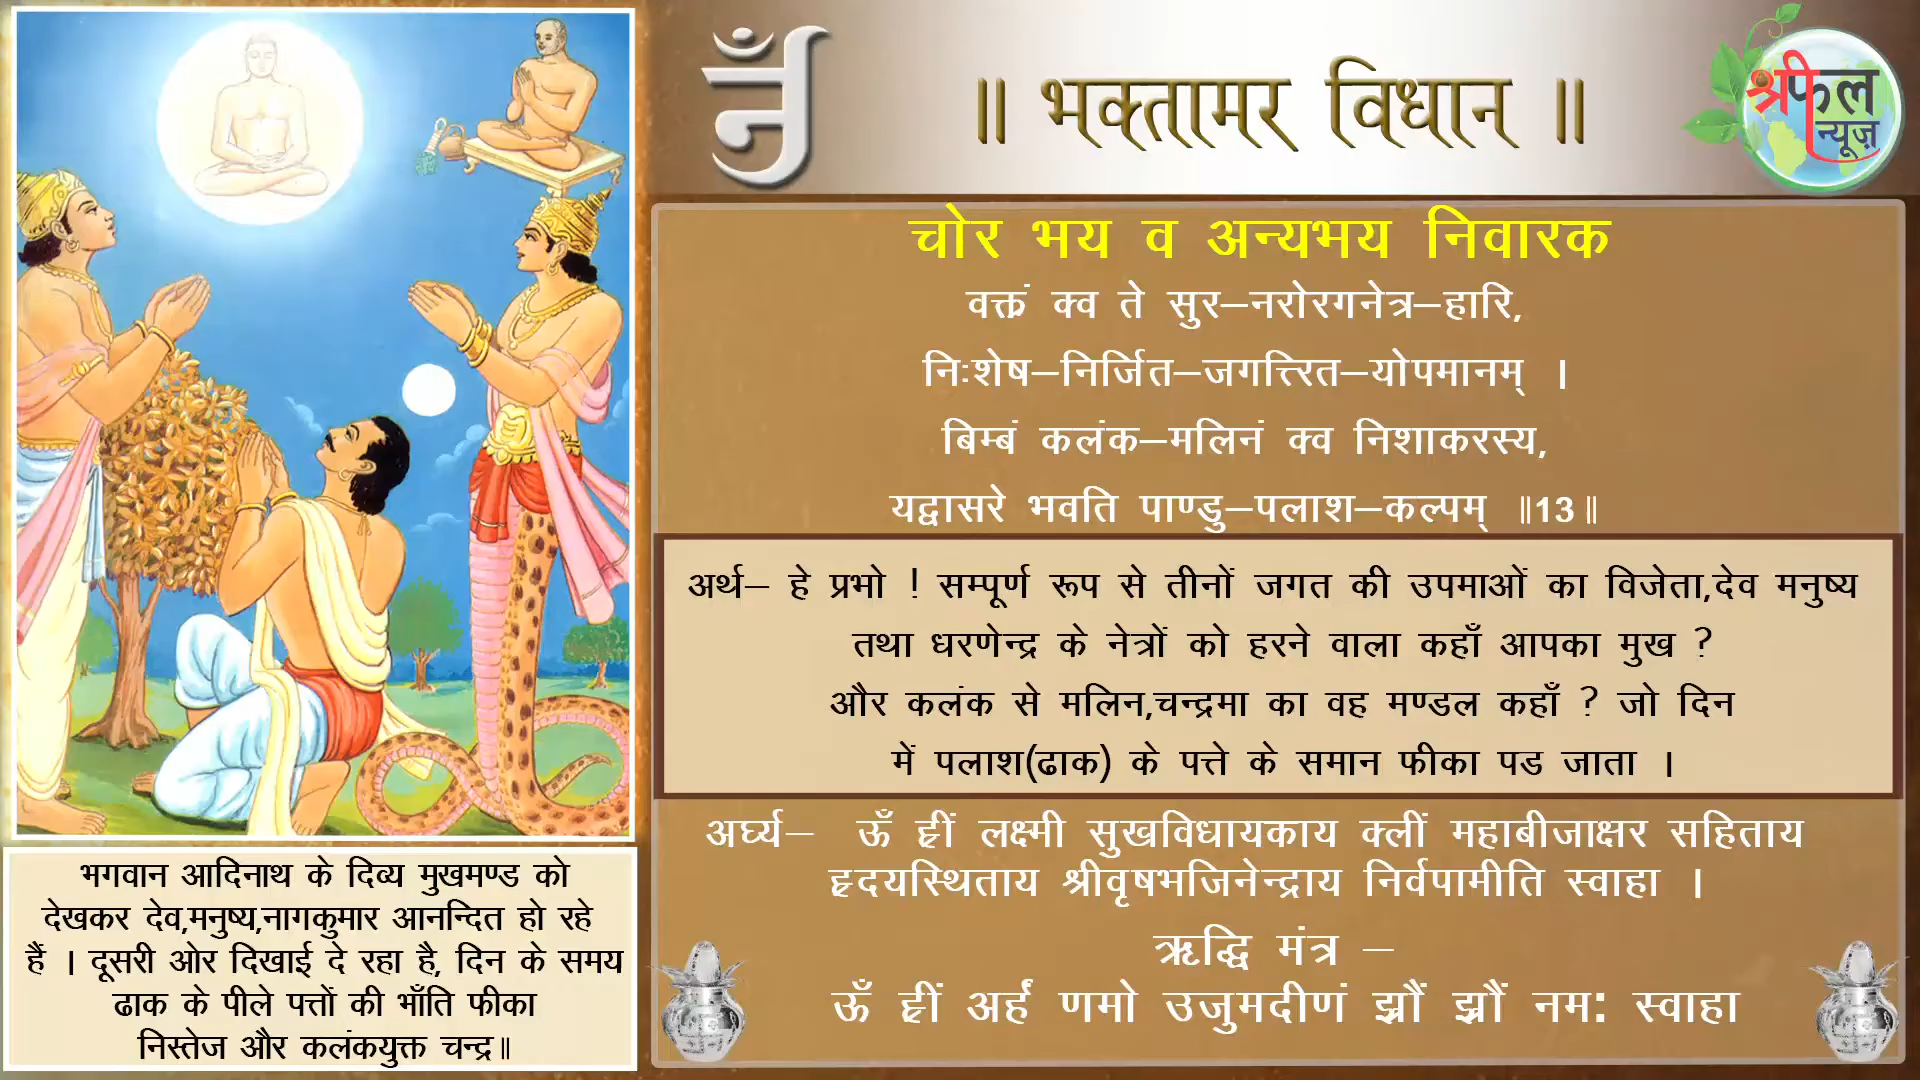 ॥ भक्तामर विधान ॥
श्रीफल
न्यूज़
चोर भय व अन्यभय निवारक
वक्त्रं क्व ते सुर–नरोरगनेत्र–हारि,
निःशेष–निर्जित–जगत्त्रित–योपमानम् ।
बिम्बं कलंक–मलिनं क्व निशाकरस्य,
यद्वासरे भवति पाण्डु–पलाश–कल्पम् ॥13॥
अर्थ– हे प्रभो ! सम्पूर्ण रूप से तीनों जगत की उपमाओं का विजेता,देव मनुष्य
तथा धरणेन्द्र के नेत्रों को हरने वाला कहाँ आपका मुख ?
और कलंक से मलिन,चन्द्रमा का वह मण्डल कहाँ ? जो दिन
में पलाश(ढाक) के पत्ते के समान फीका पड जाता ।
अर्घ्य– ऊँ ह्रीं लक्ष्मी सुखविधायकाय क्लीं महाबीजाक्षर सहिताय
हृदयस्थिताय श्रीवृषभजिनेन्द्राय निर्वपामीति स्वाहा ।
ऋद्धि मंत्र –
ऊँ ह्रीं अर्हं णमो उजुमदीणं झ्रौं झ्रौं नमः स्वाहा
भगवान आदिनाथ के दिव्य मुखमण्ड को
देखकर देव,मनुष्य,नागकुमार आनन्दित हो रहे
हैं । दूसरी ओर दिखाई दे रहा है, दिन के समय
ढाक के पीले पत्तों की भाँति फीका
निस्तेज और कलंकयुक्त चन्द्र॥